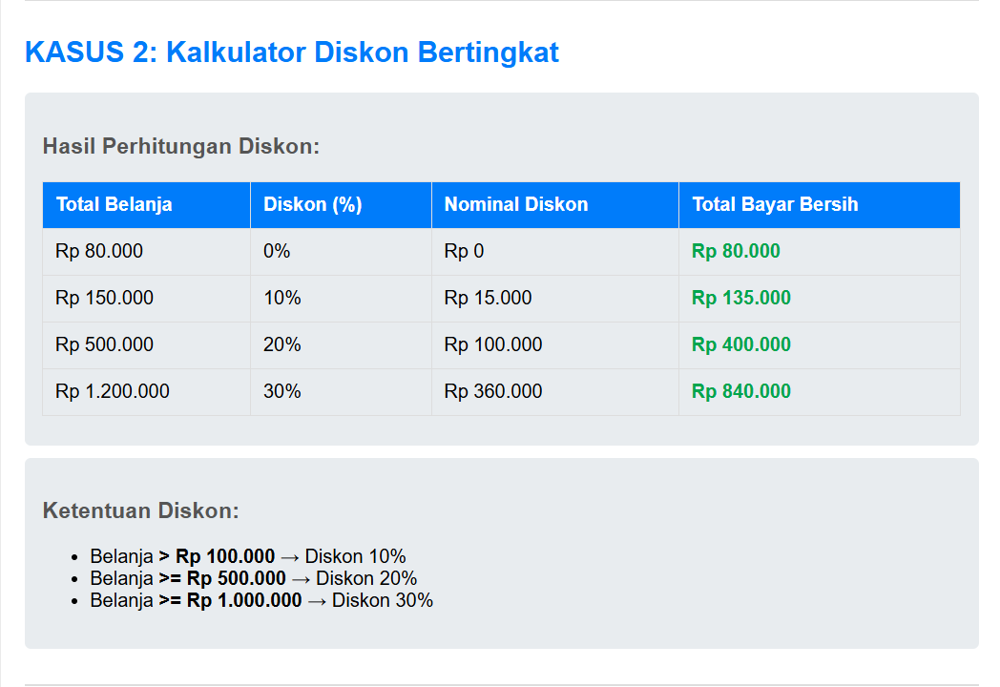 KASUS 2: Kalkulator Diskon Bertingkat
Hasil Perhitungan Diskon:
Total Belanja Diskon (%) Nominal Diskon Total Bayar Bersih
Rp 80.000 0% Rp 0 Rp 80.000
Rp 150.000 10% Rp 15.000 Rp 135.000
Rp 500.000 20% Rp 100.000 Rp 400.000
Rp 1.200.000 30% Rp 360.000 Rp 840.000
Ketentuan Diskon:
• Belanja > Rp 100.000 → Diskon 10%
• Belanja >= Rp 500.000 → Diskon 20%
• Belanja >= Rp 1.000.000 → Diskon 30%